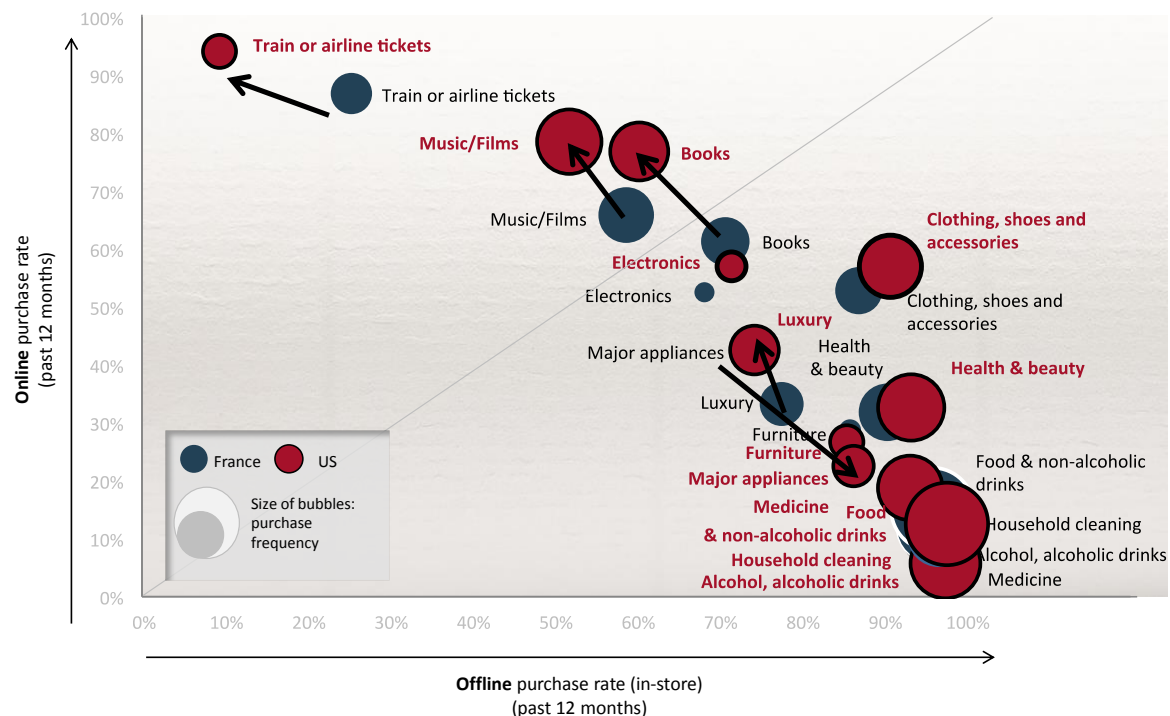 100%
90%
80%
70%
60%
50%
40%
30%
20%
10%
0%
Online purchase rate
(past 12 months)
Train or airline tickets
Train or airline tickets
Music/Films
Books
Music/Films
Books
Clothing, shoes and
accessories
Electronics
Electronics
Clothing, shoes and
accessories
Luxury
Major appliances
Health
& beauty
Health & beauty
Luxury
Furniture
Furniture
Major appliances
Medicine
Food
& non-alcoholic drinks
Household cleaning
Alcohol, alcoholic drinks
Food & non-alcoholic
drinks
Household cleaning
Alcohol, alcoholic drinks
Medicine
France
US
Size of bubbles:
purchase
frequency
0%
10%
20%
30%
40%
50%
60%
70%
80%
90%
100%
Offline purchase rate (in-store)
(past 12 months)